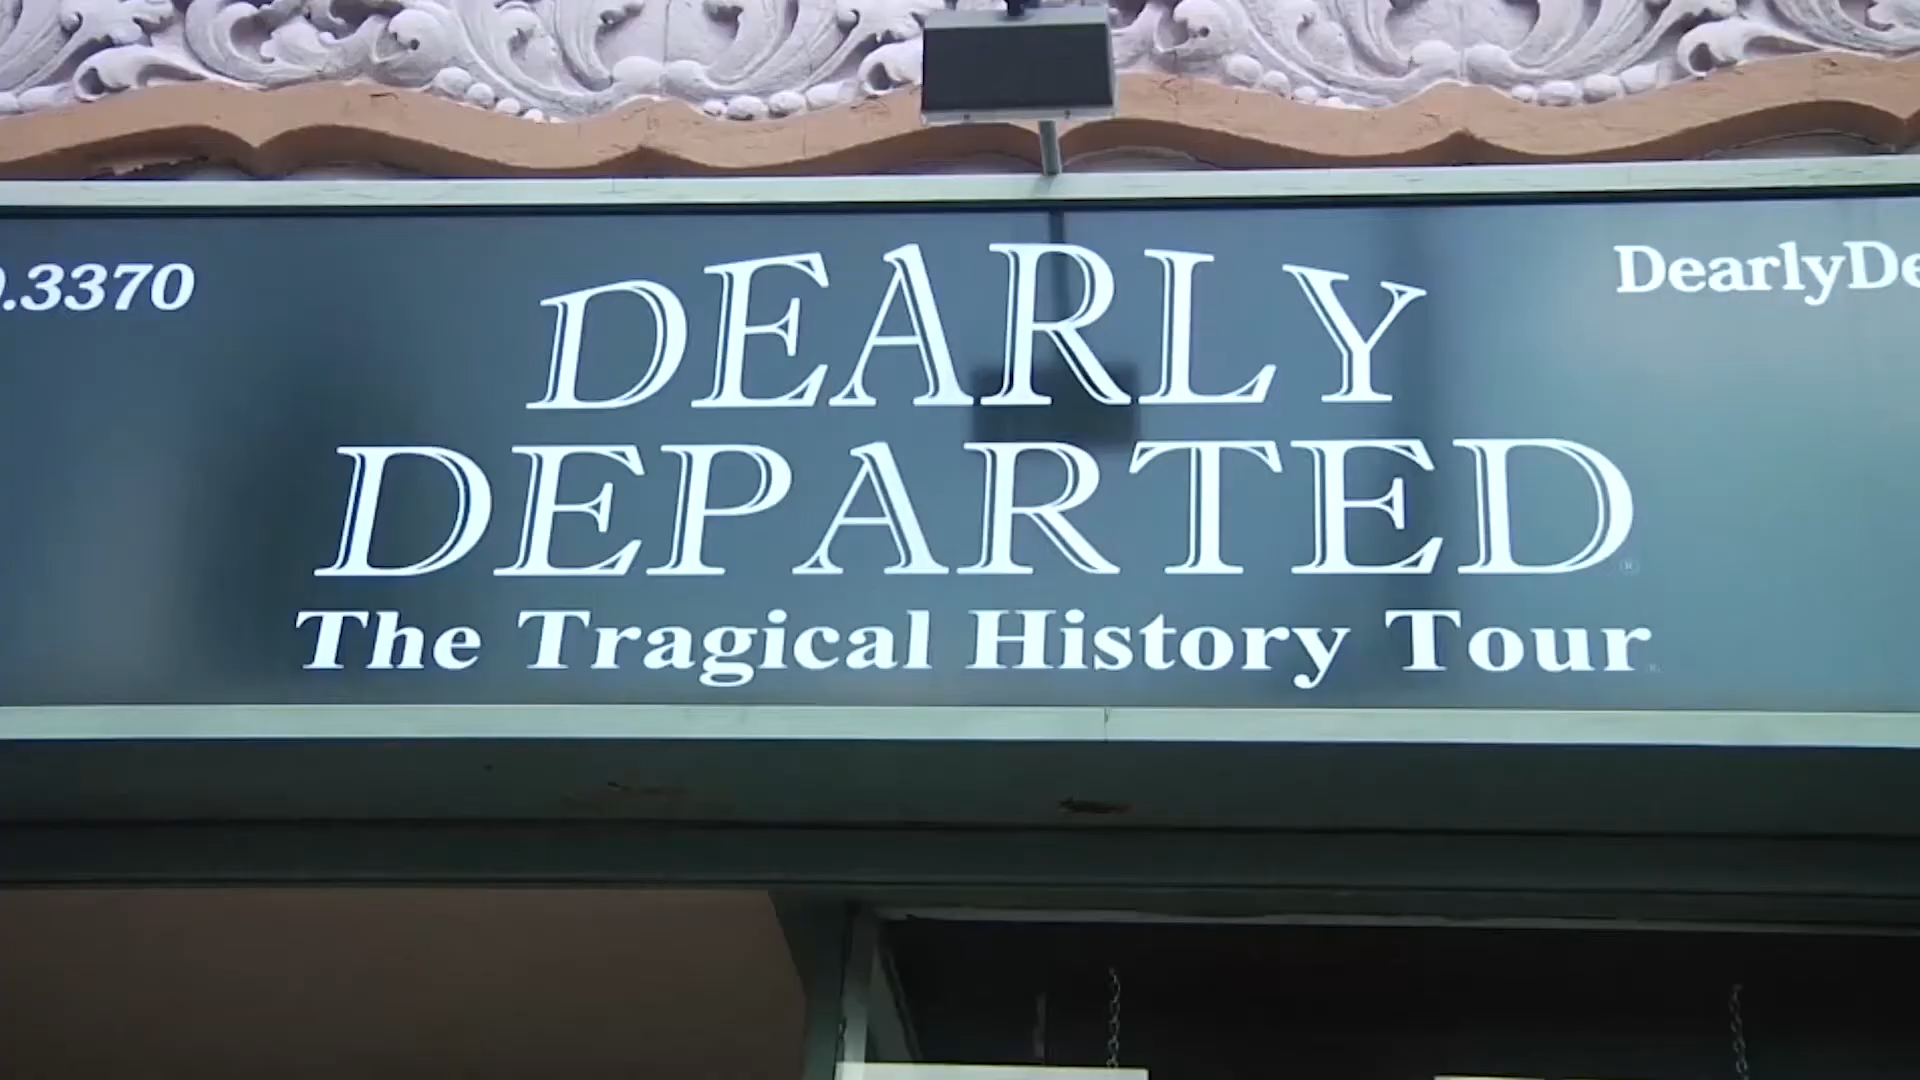 .3370
DEARLY
DearlyDe
DEPARTED®
The Tragical History Tour